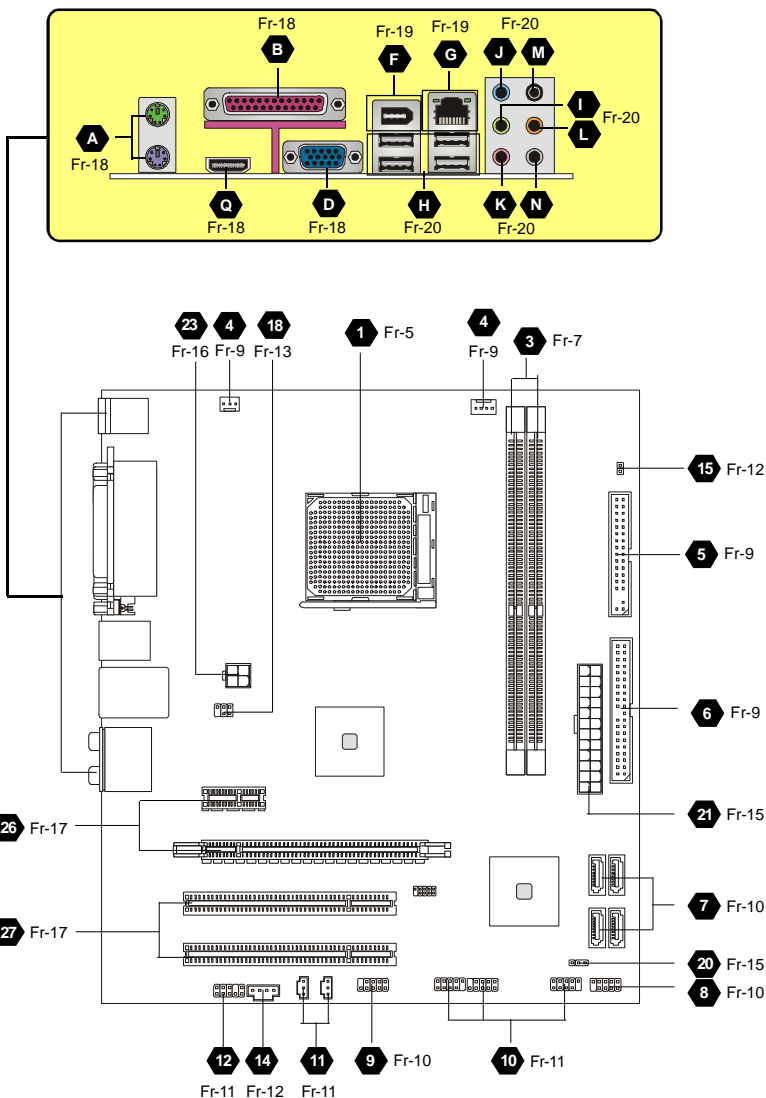 Fr-18
Fr-19
Fr-19
Fr-20
B
F
G
J
M
I
Fr-20
L
A
Fr-18
Q
D
H
K
N
Fr-18
Fr-18
Fr-20
Fr-20
23
4
18
1
Fr-5
4
3
Fr-7
Fr-16
Fr-9
Fr-13
Fr-9
15
Fr-12
5
Fr-9
6
Fr-9
21
Fr-15
26
Fr-17
7
Fr-10
27
Fr-17
20
Fr-15
8
Fr-10
12
14
11
9
Fr-10
10
Fr-11
Fr-11
Fr-12
Fr-11